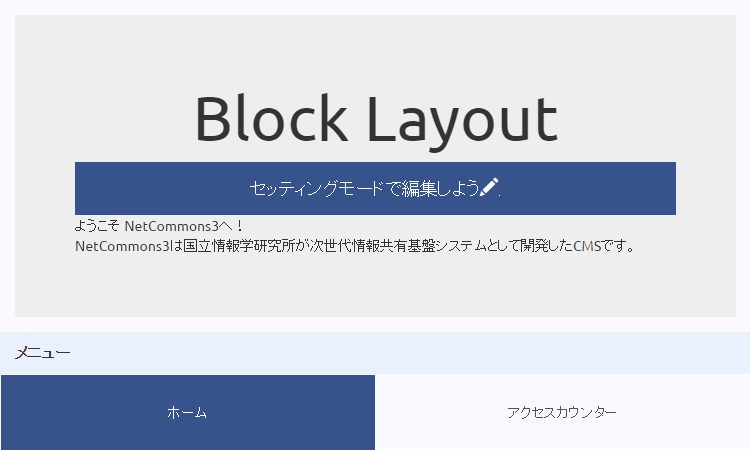 Block Layout
セッティングモードで編集しよう
ようこそ NetCommons3へ！
NetCommons3は国立情報学研究所が次世代情報共有基盤システムとして開発したCMSです。
メニュー
ホーム
アクセスカウンター